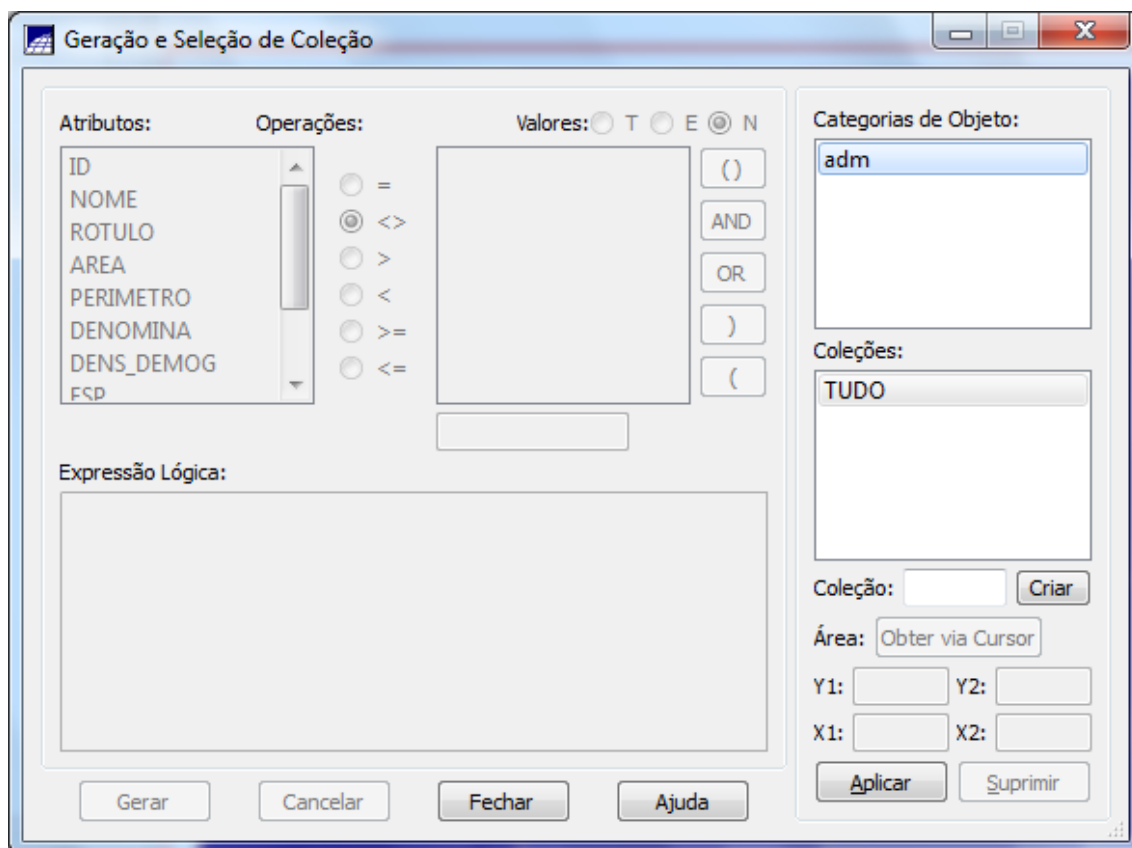 Geração e Seleção de Coleção
Atributos:
Operações:
Valores: T E N
ID
NOME
ROTULO
AREA
PERIMETRO
DENOMINA
DENS_DEMOG
ESP
=
<>
>
<
>=
<=
()
AND
OR
)
(
Expressão Lógica:
Gerar
Cancelar
Fechar
Ajuda
Categorias de Objeto:
adm
Coleções:
TUDO
Coleção:
Criar
Área:
Obter via Cursor
Y1:
Y2:
X1:
X2:
Aplicar
Suprimir